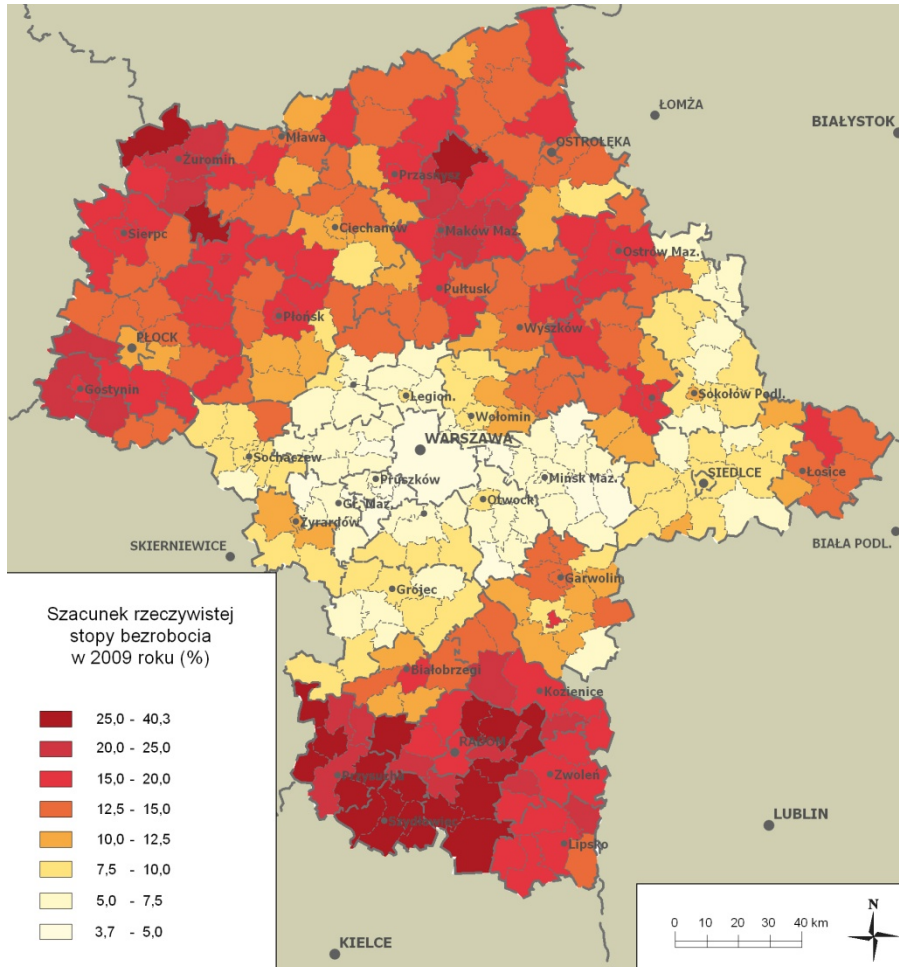 ŁOMŻA
BIAŁYSTOK
Mława
OSTROŁĘKA
Żuromin
Przasnysz
Sierpc
Ciechanów
Maków Maz.
Ostrów Maz.
Pułtusk
Płońsk
Wyszków
PŁOCK
Gostynin
Legion.
Sokołów Podl.
Wołomin
WARSZAWA
Sochaczew
Łosice
Pruszków
Mińsk Maz.
SIEDLCE
Otwock
Gr. Maz.
Żyrardów
BIAŁA PODL.
SKIERNIEWICE
Garwolin
Grójec
Szacunek rzeczywistej
stopy bezrobocia
w 2009 roku (%)
Białobrzegi
Kozienice
25,0 - 40,3
20,0 - 25,0
15,0 - 20,0
12,5 - 15,0
10,0 - 12,5
7,5 - 10,0
5,0 - 7,5
3,7 - 5,0
RADOM
Przysucha
Zwoleń
Szydłowiec
LUBLIN
Lipsko
N
0 10 20 30 40 km
KIELCE